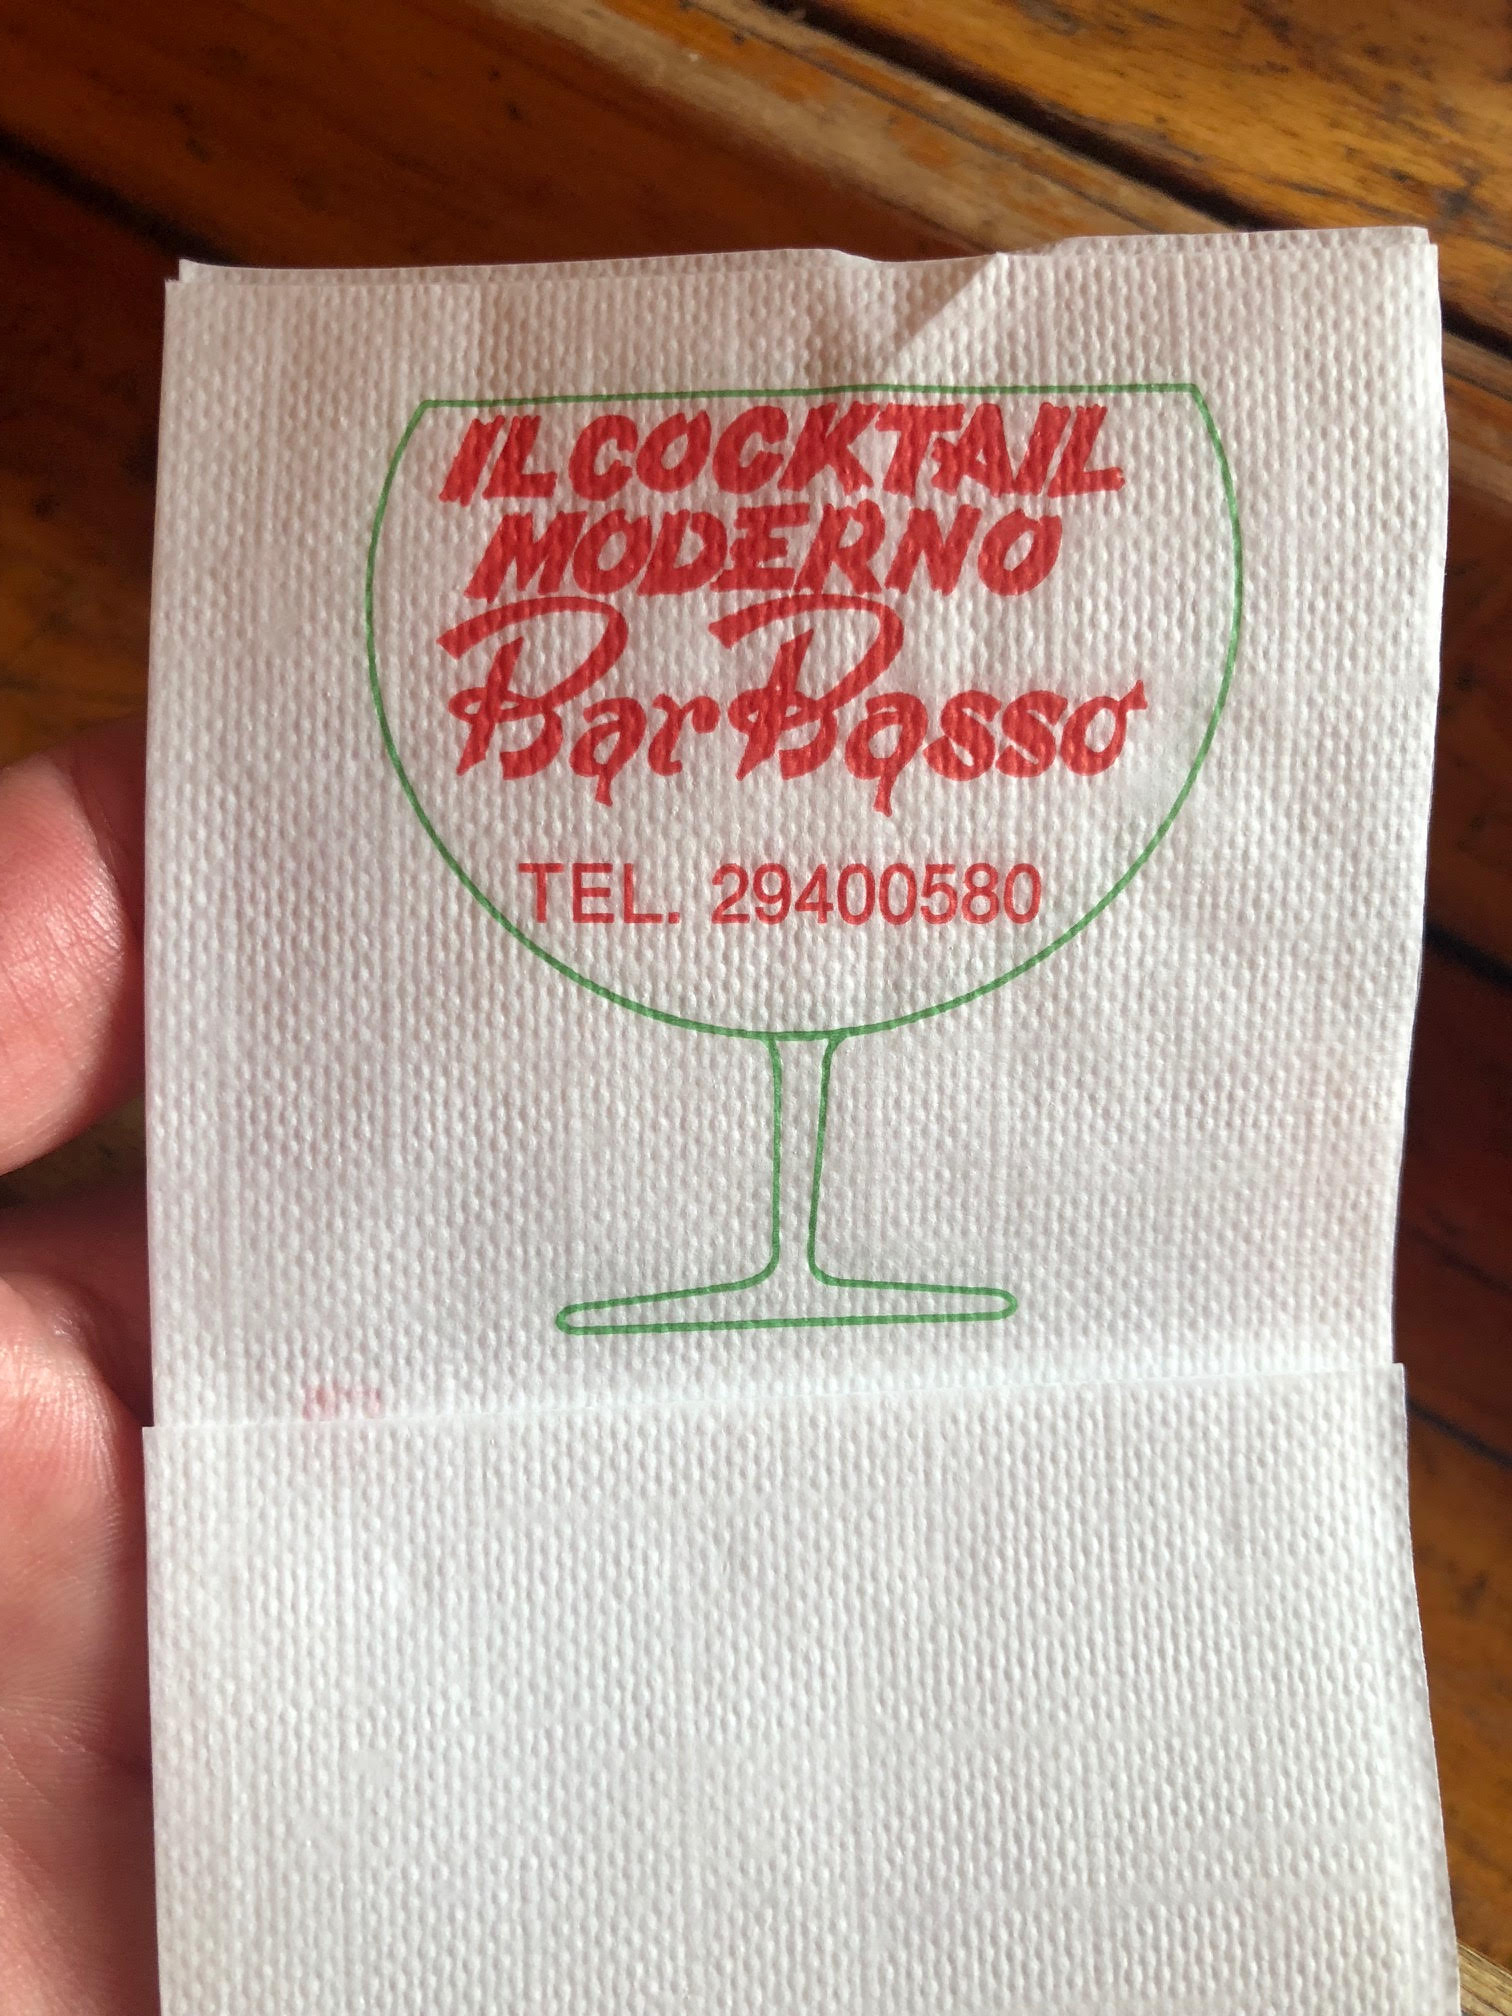 IL COCKTAIL
MODERNO
Bar Basso
TEL. 29400580